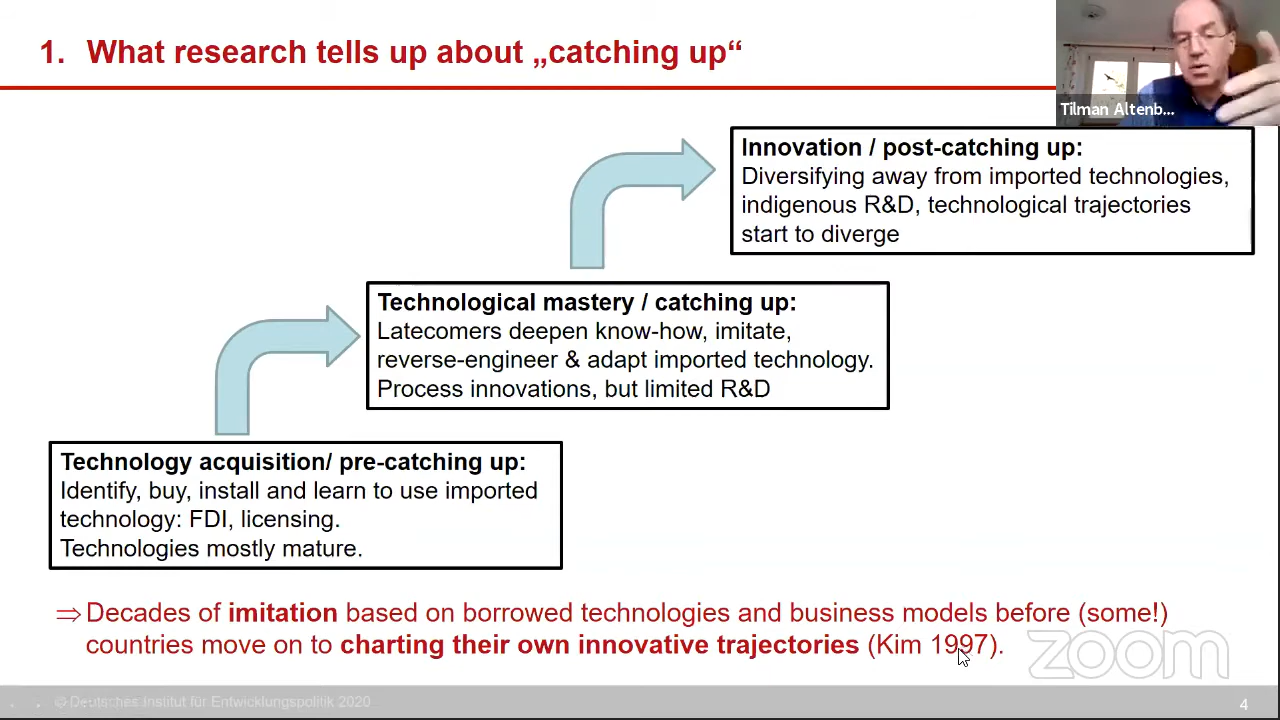 1. What research tells up about „catching up“
Tilman Altenb...
Innovation / post-catching up:
Diversifying away from imported technologies,
indigenous R&D, technological trajectories
start to diverge
Technological mastery / catching up:
Latecomers deepen know-how, imitate,
reverse-engineer & adapt imported technology.
Process innovations, but limited R&D
Technology acquisition/ pre-catching up:
Identify, buy, install and learn to use imported
technology: FDI, licensing.
Technologies mostly mature.
⇒ Decades of imitation based on borrowed technologies and business models before (some!)
countries move on to charting their own innovative trajectories (Kim 1997).
zoom
© Deutsches Institut für Entwicklungspolitik 2020
4